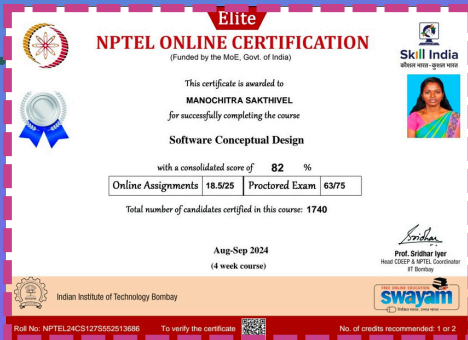 Elite
NPTEL ONLINE CERTIFICATION
(Funded by the MoE, Govt. of India)
Skill India
कौशल भारत - कुशल भारत
This certificate is awarded to
MANOCHITRA SAKTHIVEL
for successfully completing the course
Software Conceptual Design
with a consolidated score of 82 %
Online Assignments 18.5/25 Proctored Exam 63/75
Total number of candidates certified in this course: 1740
Aug-Sep 2024
(4 week course)
Prof. Sridhar Iyer
Head CDEEP & NPTEL Coordinator
IIT Bombay
Indian Institute of Technology Bombay
FREE ONLINE EDUCATION
swayam
Roll No: NPTEL24CS127S552513686 To verify the certificate No. of credits recommended: 1 or 2